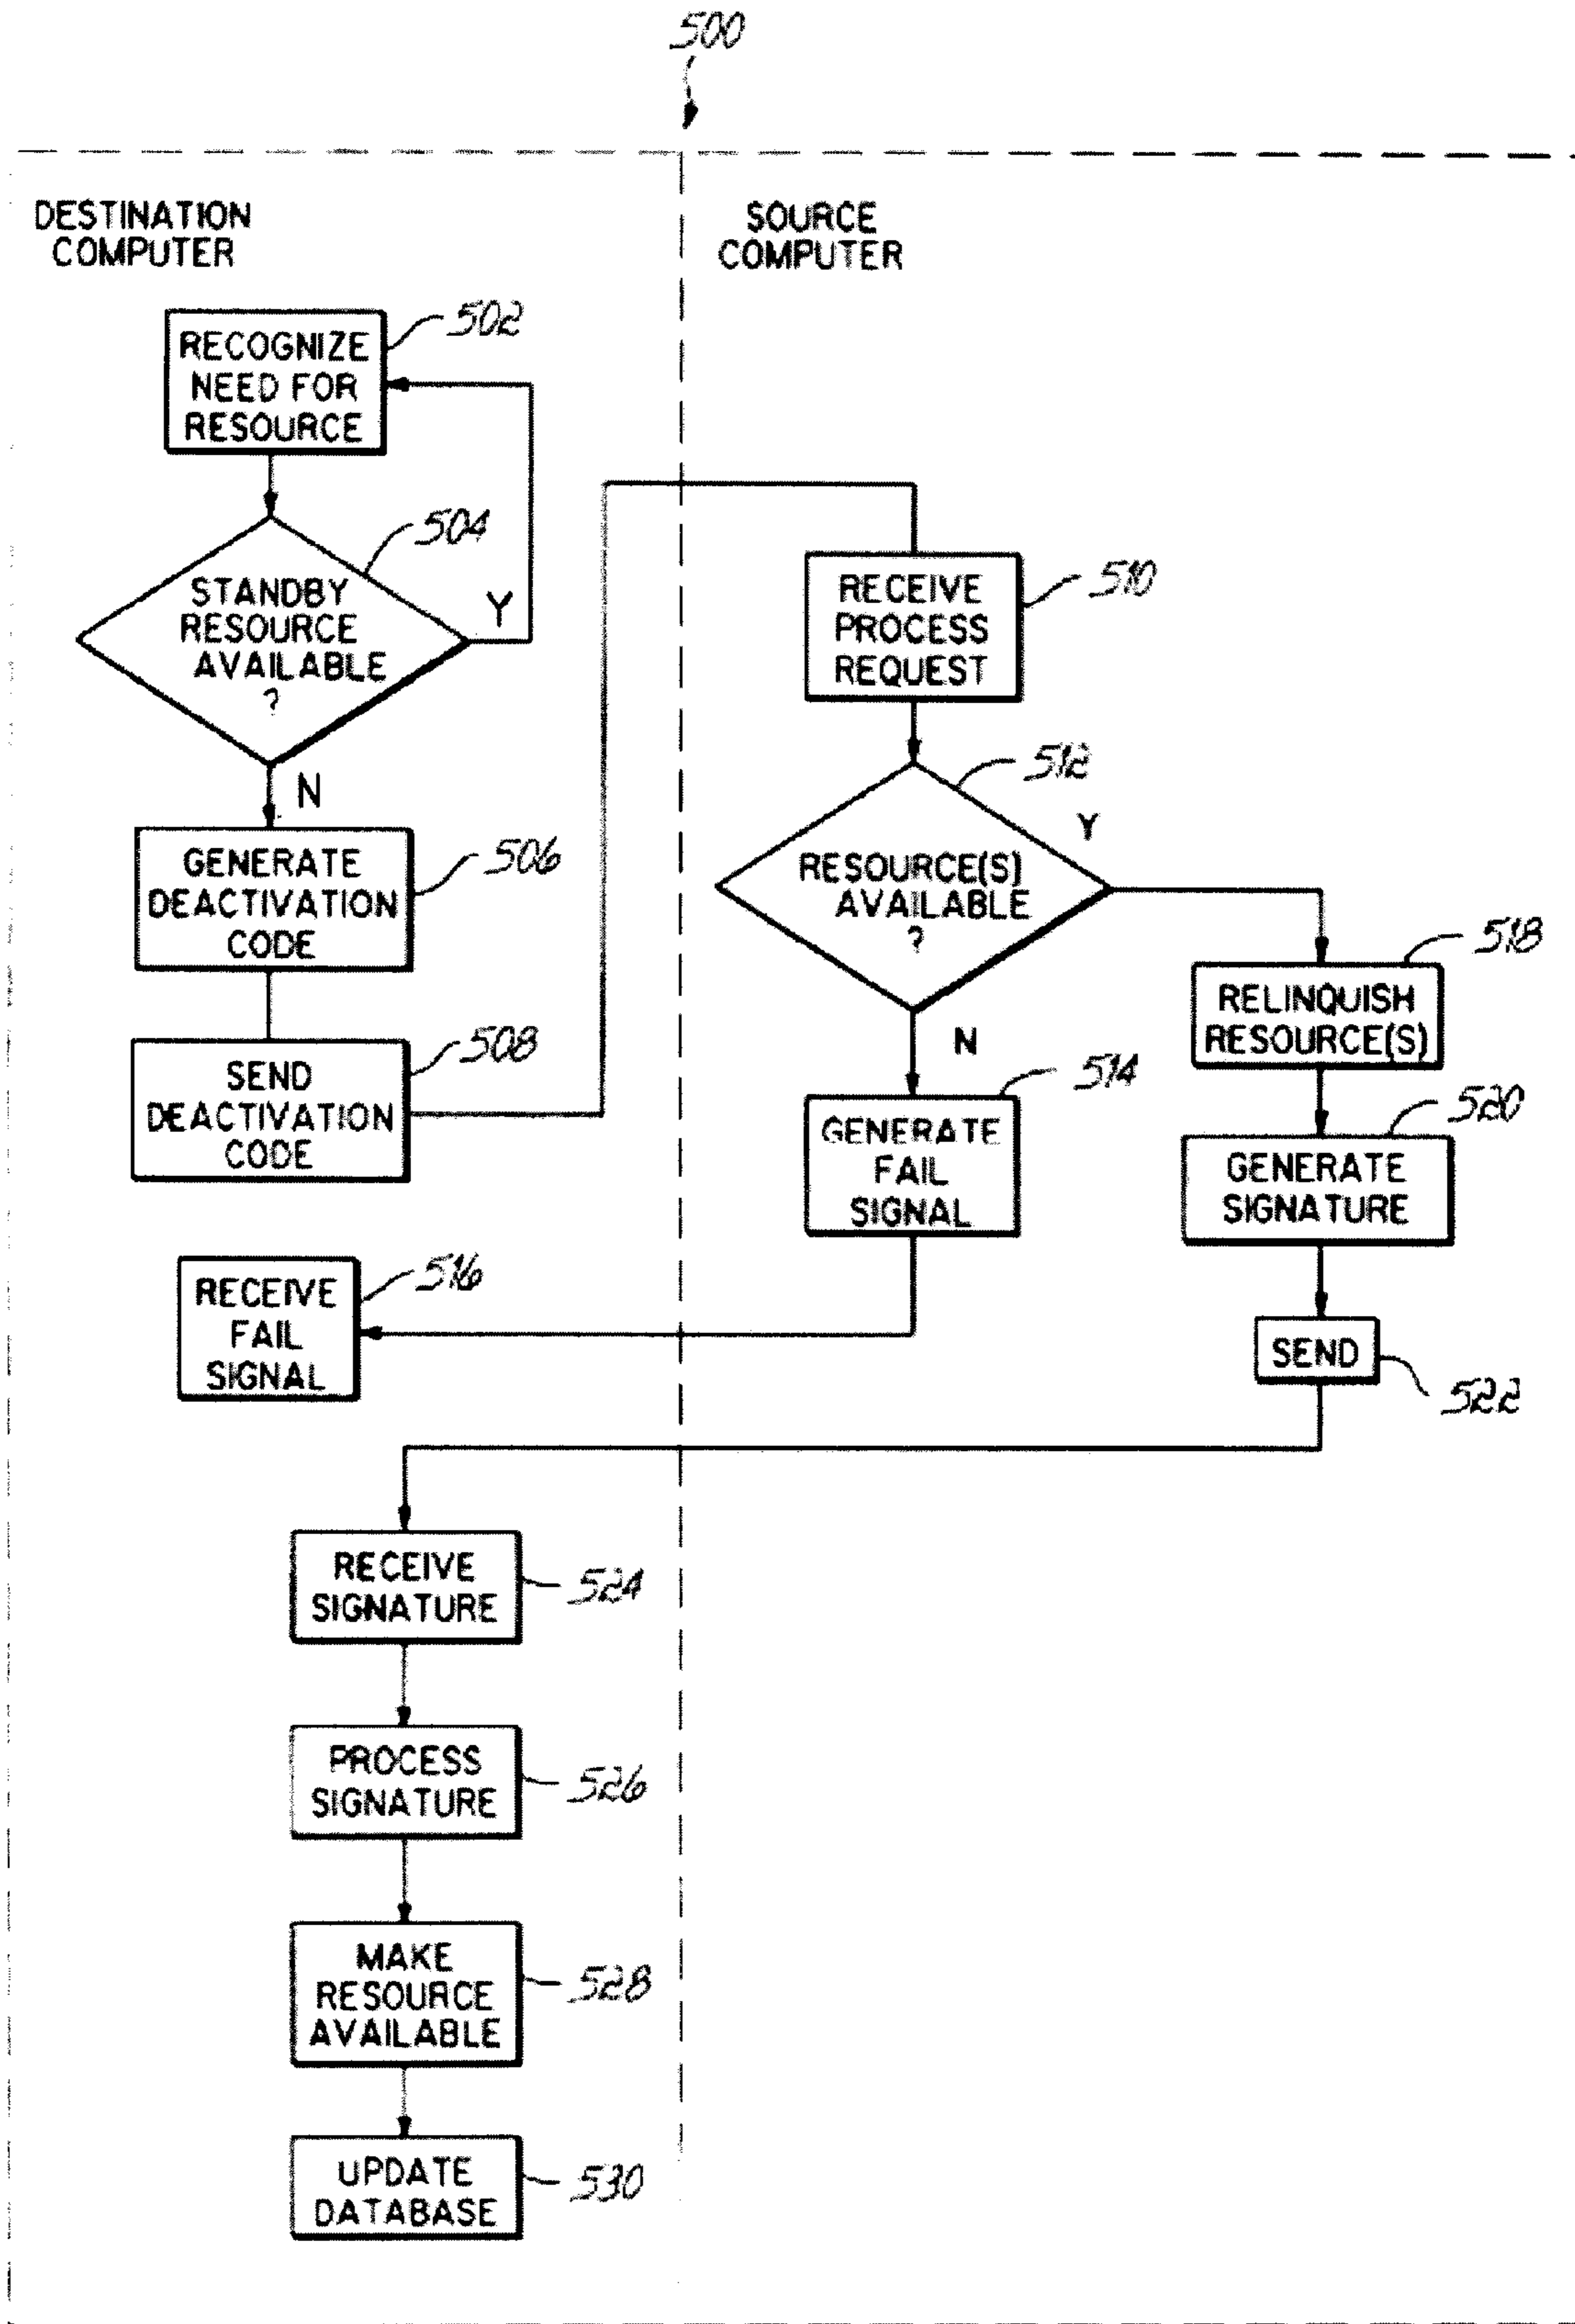 500
DESTINATION
COMPUTER
SOURCE
COMPUTER
502
RECOGNIZE
NEED FOR
RESOURCE
504
STANDBY
RESOURCE
AVAILABLE
?
Y
N
506
GENERATE
DEACTIVATION
CODE
508
SEND
DEACTIVATION
CODE
510
RECEIVE
PROCESS
REQUEST
512
RESOURCE(S)
AVAILABLE
?
Y
N
514
GENERATE
FAIL
SIGNAL
516
RECEIVE
FAIL
SIGNAL
518
RELINQUISH
RESOURCE(S)
520
GENERATE
SIGNATURE
SEND
522
RECEIVE
SIGNATURE
524
PROCESS
SIGNATURE
526
MAKE
RESOURCE
AVAILABLE
528
UPDATE
DATABASE
530